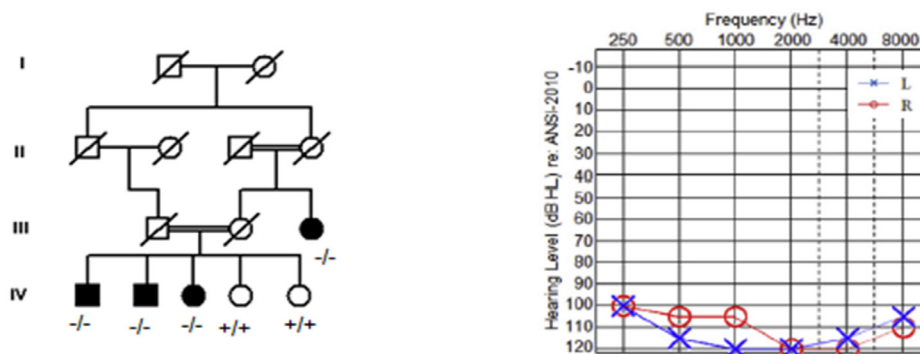 I
II
III
-/-
IV
-/- -/- -/- +/+ +/+
Frequency (Hz)
250 500 1000 2000 4000 8000
Hearing Level (dB HL) re: ANSI-2010
-10
0
10
20
30
40
50
60
70
80
90
100
110
120
L
R